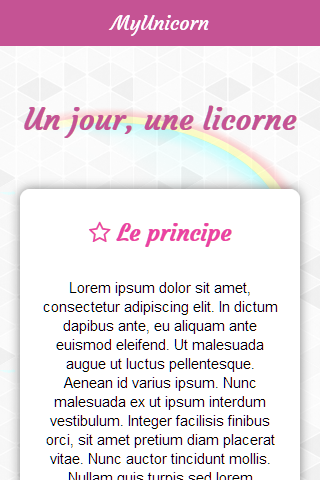 MyUnicorn
Un jour, une licorne
Le principe
Lorem ipsum dolor sit amet,
consectetur adipiscing elit. In dictum
dapibus ante, eu aliquam ante
euismod eleifend. Ut malesuada
augue ut luctus pellentesque.
Aenean id varius ipsum. Nunc
malesuada ex ut ipsum interdum
vestibulum. Integer facilisis finibus
orci, sit amet pretium diam placerat
vitae. Nunc auctor tincidunt mollis.
Nullam quis turpis sed lorem